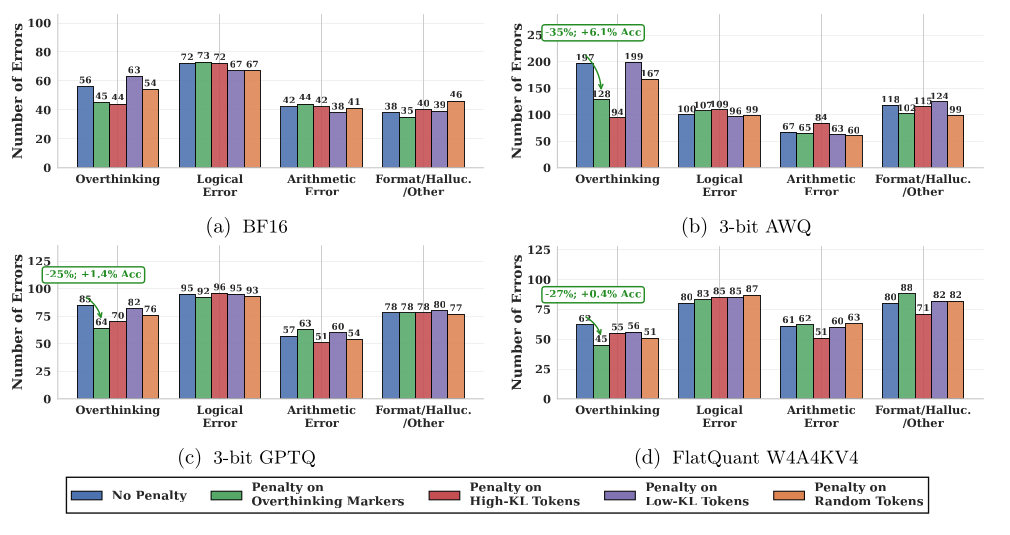 Number of Errors
100
80
60
40
20
0
56 45 44 63 54
72 73 72 67 67
42 44 42 38 41
38 35 40 39 46
Overthinking
Logical
Error
Arithmetic
Error
Format/Halluc.
/Other
(a) BF16
Number of Errors
-35%; +6.1% Acc
200
150
100
50
0
197 128 94 199 167
100 107 109 96 99
67 65 84 63 60
118 102 115 124 99
Overthinking
Logical
Error
Arithmetic
Error
Format/Halluc.
/Other
(b) 3-bit AWQ
Number of Errors
-25%; +1.4% Acc
125
100
75
50
25
0
85 64 70 82 76
95 92 96 95 93
57 63 51 60 54
78 78 78 80 77
Overthinking
Logical
Error
Arithmetic
Error
Format/Halluc.
/Other
(c) 3-bit GPTQ
Number of Errors
-27%; +0.4% Acc
125
100
75
50
25
0
62 45 55 56 51
80 83 85 85 87
61 62 51 60 63
80 88 71 82 82
Overthinking
Logical
Error
Arithmetic
Error
Format/Halluc.
/Other
(d) FlatQuant W4A4KV4
No Penalty
Penalty on
Overthinking Markers
Penalty on
High-KL Tokens
Penalty on
Low-KL Tokens
Penalty on
Random Tokens